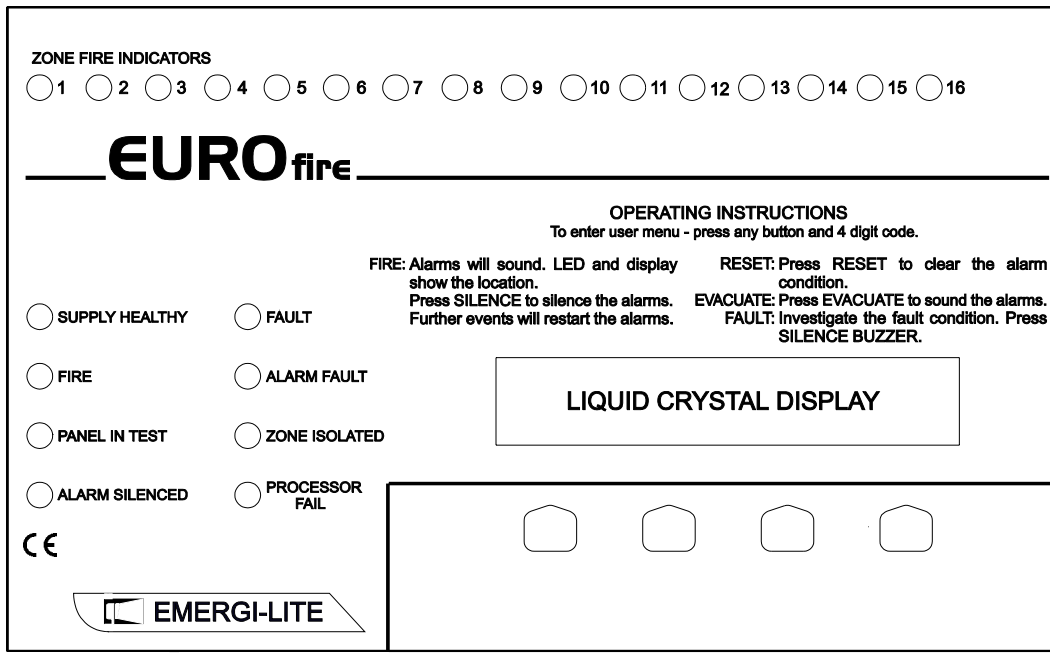 ZONE FIRE INDICATORS
1 2 3 4 5 6 7 8 9 10 11 12 13 14 15 16
EUROfire
OPERATING INSTRUCTIONS
To enter user menu - press any button and 4 digit code.
FIRE: Alarms will sound. LED and display
show the location.
Press SILENCE to silence the alarms.
Further events will restart the alarms.
RESET: Press RESET to clear the alarm
condition.
EVACUATE: Press EVACUATE to sound the alarms.
FAULT: Investigate the fault condition. Press
SILENCE BUZZER.
SUPPLY HEALTHY
FAULT
FIRE
ALARM FAULT
PANEL IN TEST
ZONE ISOLATED
ALARM SILENCED
PROCESSOR
FAIL
LIQUID CRYSTAL DISPLAY
CE
EMERGI-LITE